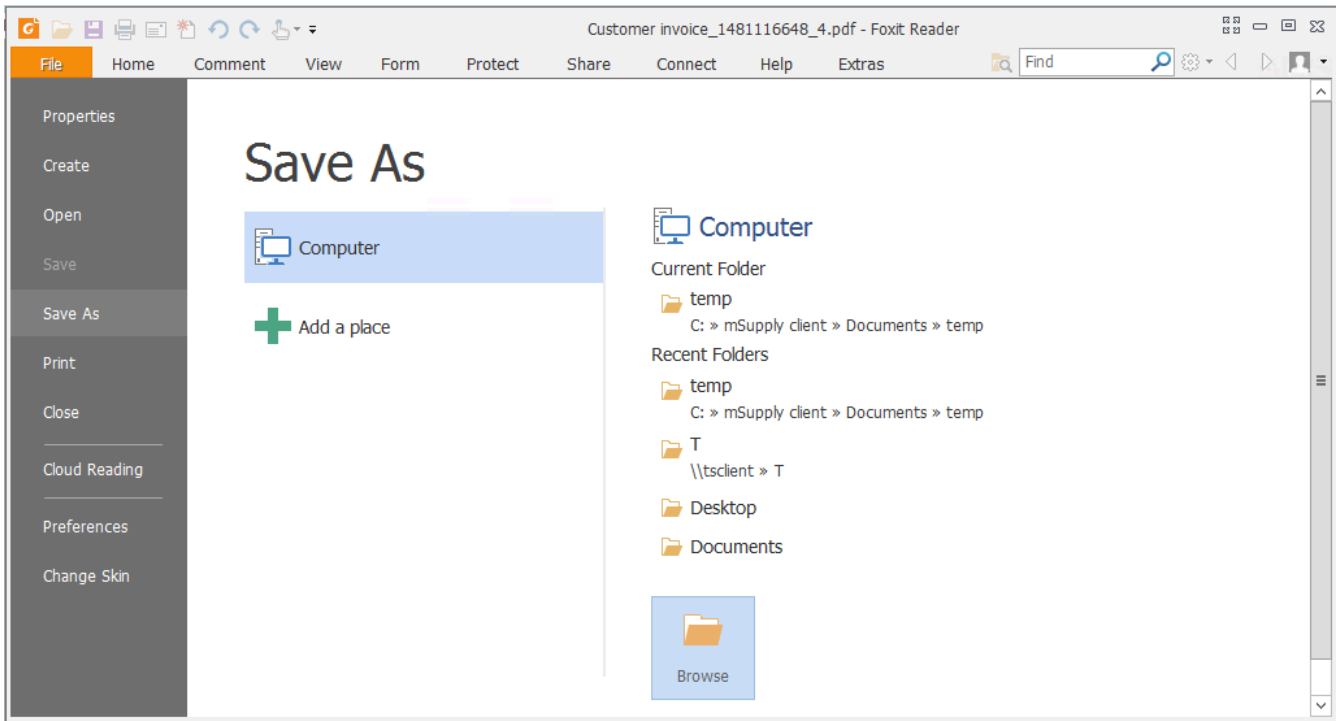 Customer invoice_1481116648_4.pdf - Foxit Reader
File Home Comment View Form Protect Share Connect Help Extras Find
Properties
Create
Open
Save
Save As
Print
Close
Cloud Reading
Preferences
Change Skin
Save As
Computer
Add a place
Computer
Current Folder
temp
C: » mSupply client » Documents » temp
Recent Folders
temp
C: » mSupply client » Documents » temp
T
\\tsclient » T
Desktop
Documents
Browse